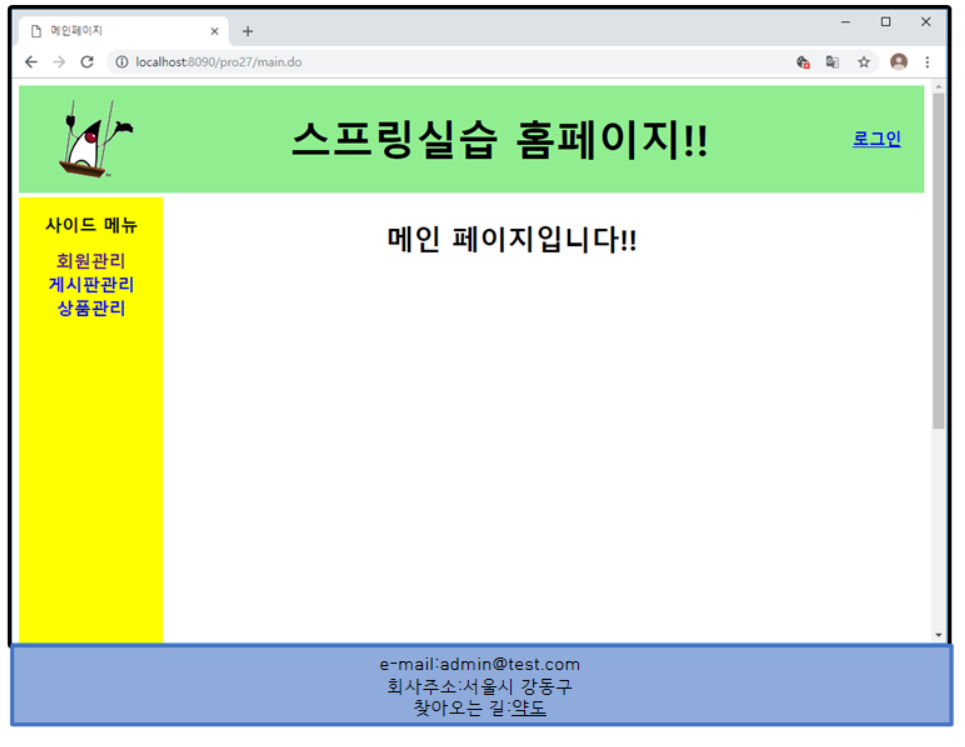 메인페이지
localhost:8090/pro27/main.do
스프링실습 홈페이지!!
로그인
사이드 메뉴
회원관리
게시판관리
상품관리
메인 페이지입니다!!
e-mail:admin@test.com
회사주소:서울시 강동구
찾아오는 길:약도